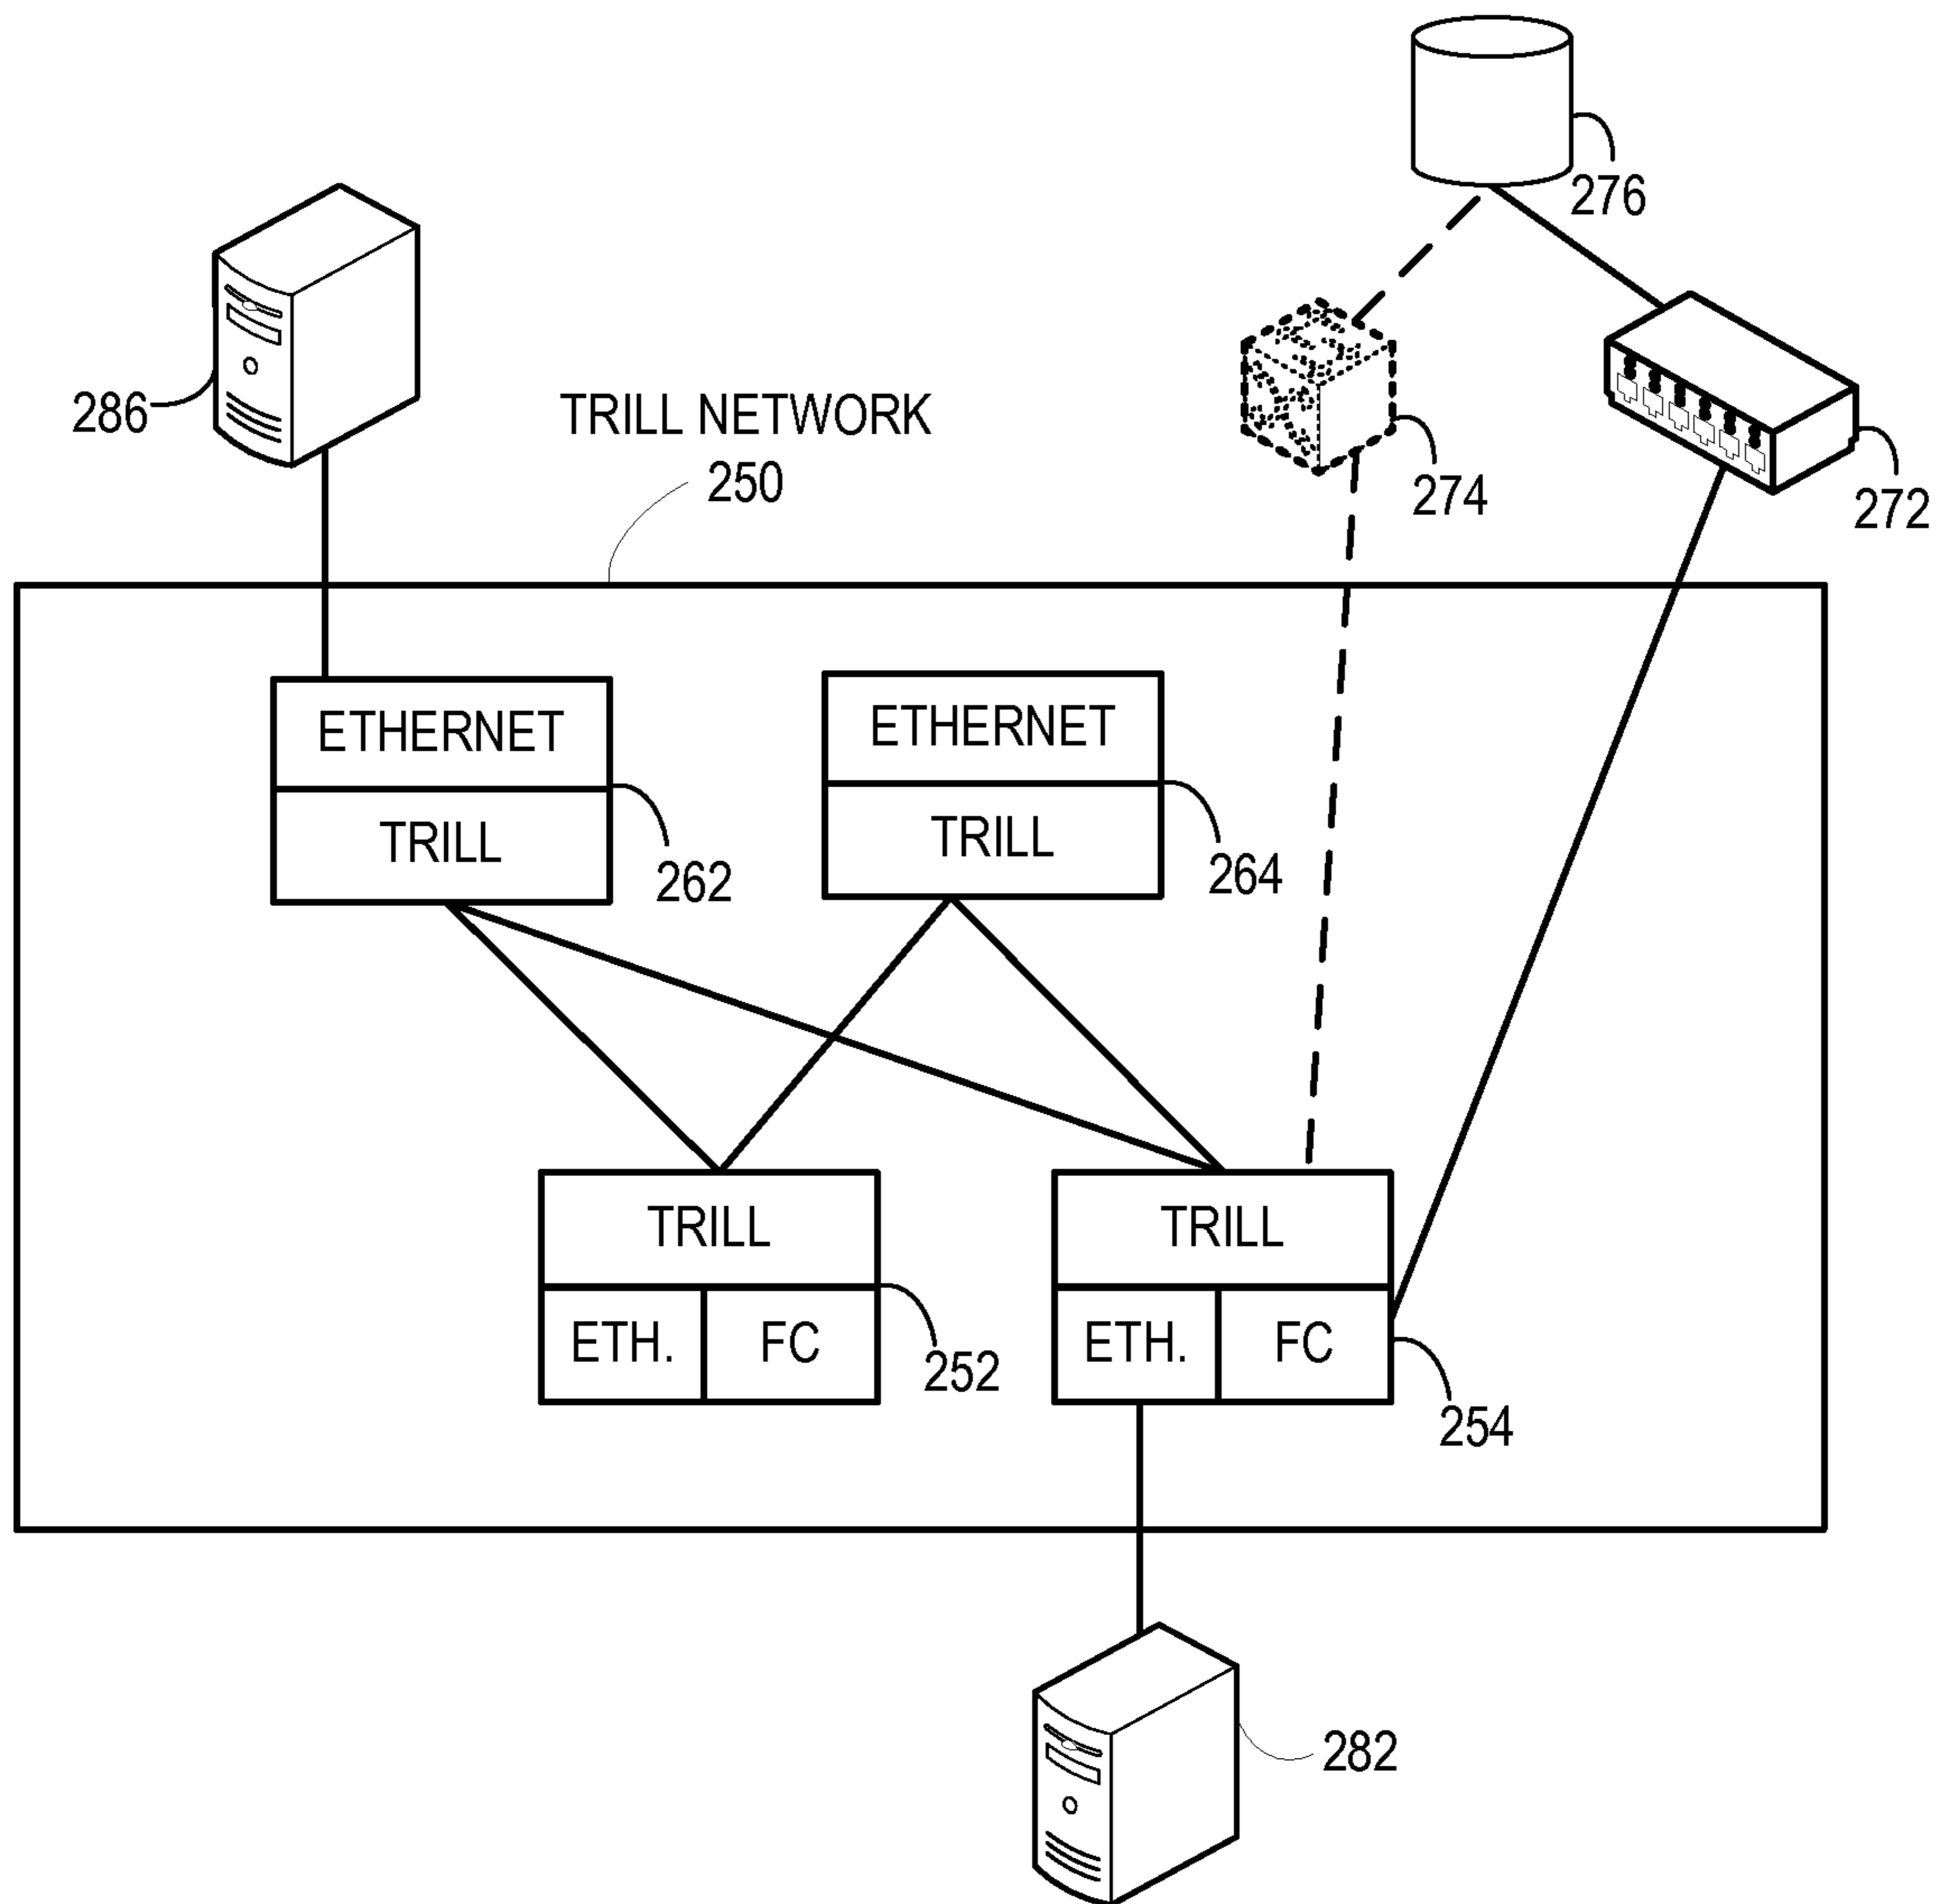 276
286
TRILL NETWORK
250
274
272
ETHERNET
TRILL
262
ETHERNET
TRILL
264
TRILL
ETH.
FC
252
TRILL
ETH.
FC
254
282